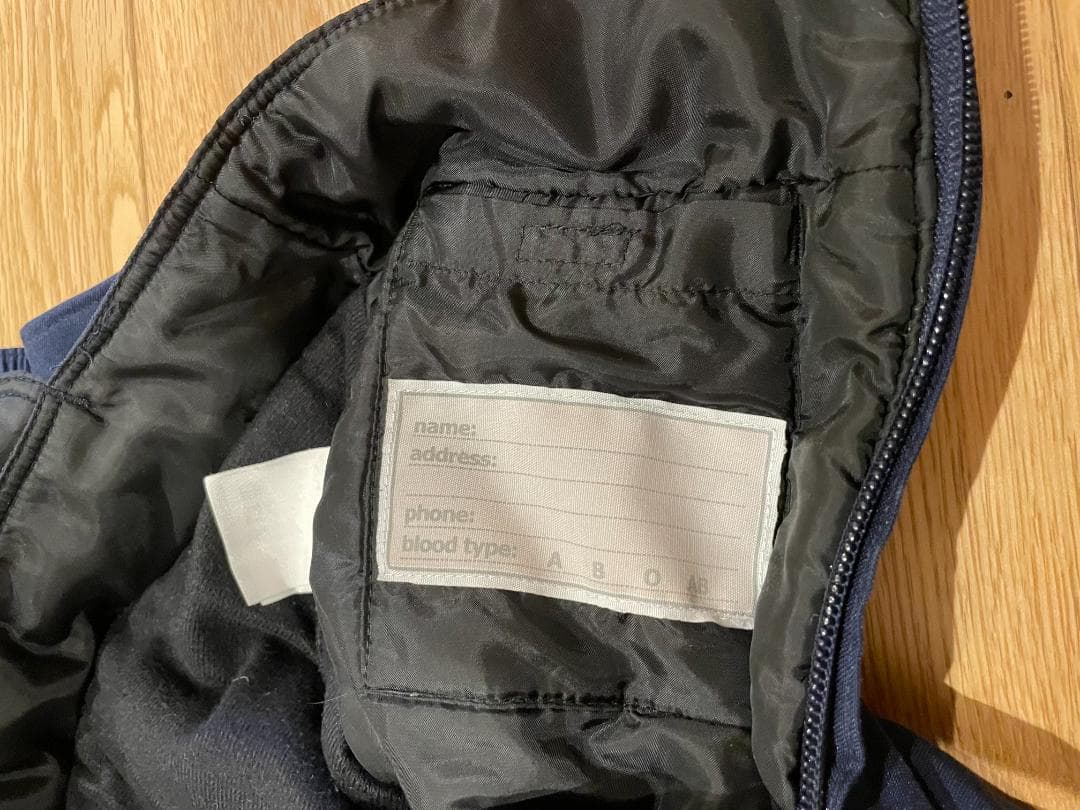 name:
address:
phone:
blood type: A B O AB